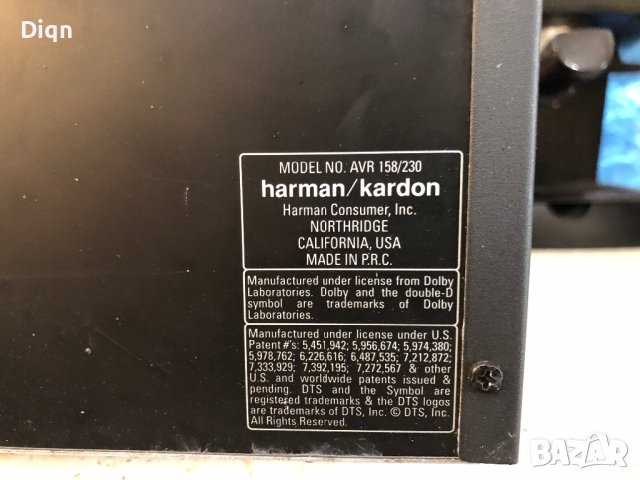 Diqn
MODEL NO. AVR 158/230
harman/kardon
Harman Consumer, Inc.
NORTHRIDGE
CALIFORNIA, USA
MADE IN P.R.C.
Manufactured under license from Dolby
Laboratories. Dolby and the double-D
symbol are trademarks of Dolby
Laboratories.
Manufactured under license under U.S.
Patent #'s: 5,451,942; 5,956,674; 5,974,380;
5,978,762; 6,226,616; 6,487,535; 7,212,872;
7,333,929; 7,392,195; 7,272,567 & other
U.S. and worldwide patents issued &
pending. DTS and the Symbol are
registered trademarks & the DTS logos
are trademarks of DTS, Inc. © DTS, Inc.
All Rights Reserved.
BAZAR